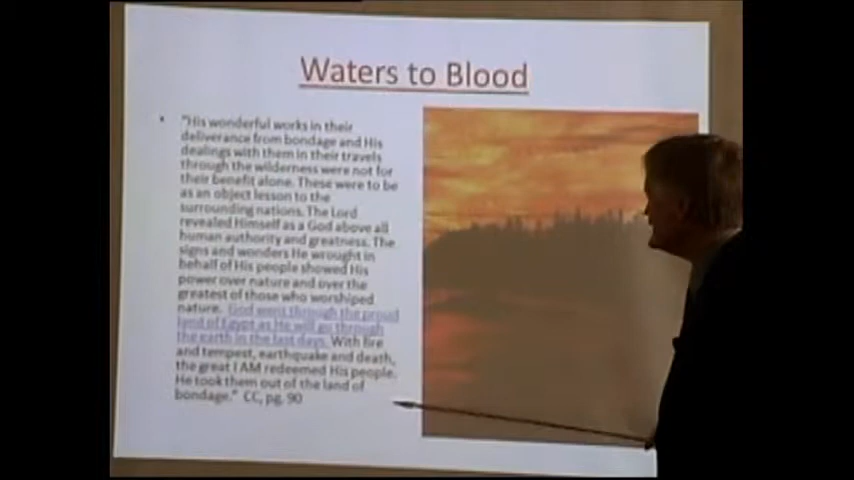 Waters to Blood
• "His wonderful works in their
deliverance from bondage and His
dealings with them in their travels
through the wilderness were not for
their benefit alone. These were to be
as an object lesson to the
surrounding nations. The Lord
revealed Himself as a God above all
human authority and greatness. The
signs and wonders He wrought in
behalf of His people showed His
power over nature and over the
greatest of those who worshiped
nature. God went through the proud
land of Egypt as He will go through
the earth in the last days. With fire
and tempest, earthquake and death,
the great I AM redeemed His people.
He took them out of the land of
bondage." CC, pg. 90